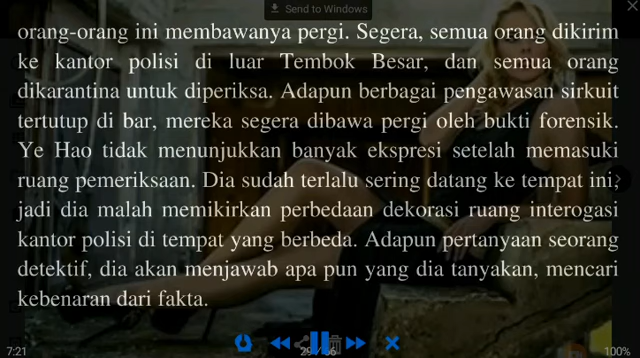 Send to Windows
orang-orang ini membawanya pergi. Segera, semua orang dikirim
ke kantor polisi di luar Tembok Besar, dan semua orang
dikarantina untuk diperiksa. Adapun berbagai pengawasan sirkuit
tertutup di bar, mereka segera dibawa pergi oleh bukti forensik.
Ye Hao tidak menunjukkan banyak ekspresi setelah memasuki
ruang pemeriksaan. Dia sudah terlalu sering datang ke tempat ini,
jadi dia malah memikirkan perbedaan dekorasi ruang interogasi
kantor polisi di tempat yang berbeda. Adapun pertanyaan seorang
detektif, dia akan menjawab apa pun yang dia tanyakan, mencari
kebenaran dari fakta.
7:21
100%